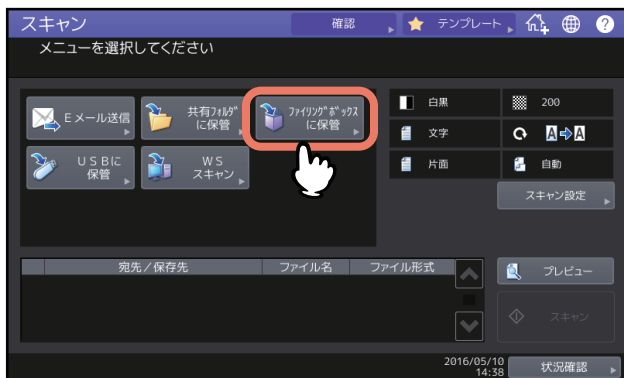 スキャン
確認
テンプレート
メニューを選択してください
Eメール送信
共有ﾌｫﾙﾀﾞ
に保管
ﾌｧｲﾘﾝｸﾞﾎﾞｯｸｽ
に保管
USBに
保管
WS
スキャン
白黒
200
文字
A A
片面
自動
スキャン設定
宛先/保存先
ファイル名
ファイル形式
プレビュー
スキャン
2016/05/10
14:38
状況確認